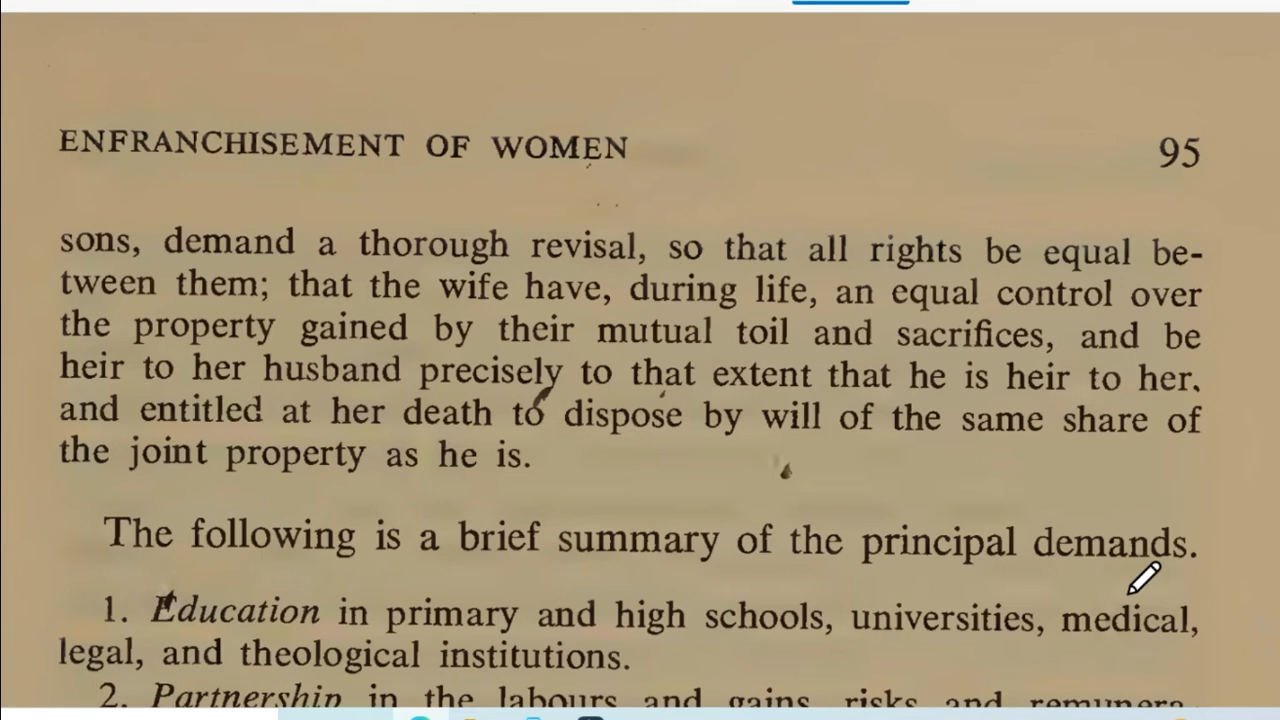 ENFRANCHISEMENT OF WOMEN 95
sons, demand a thorough revisal, so that all rights be equal be-
tween them; that the wife have, during life, an equal control over
the property gained by their mutual toil and sacrifices, and be
heir to her husband precisely to that extent that he is heir to her.
and entitled at her death to dispose by will of the same share of
the joint property as he is.
The following is a brief summary of the principal demands.
1. Education in primary and high schools, universities, medical,
legal, and theological institutions.
2. Partnership in the labours and gains, risks and remunera